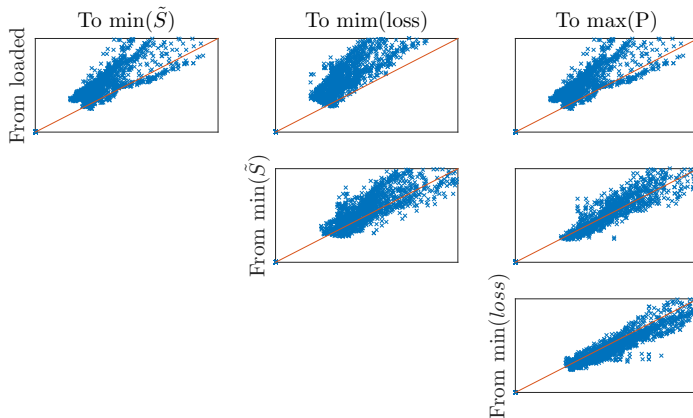 To min(S̃)
To mim(loss)
To max(P)
From loaded
From min(S̃)
From min(loss)